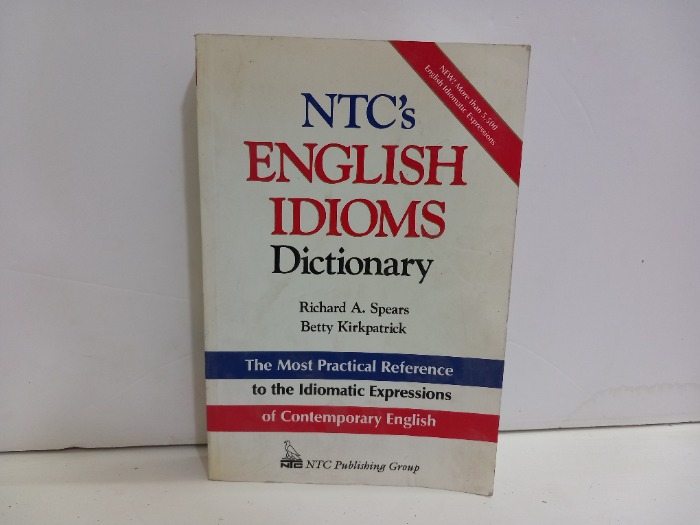 NEW! More than 5,500
English Idiomatic Expressions
NTC's
ENGLISH
IDIOMS
Dictionary
Richard A. Spears
Betty Kirkpatrick
The Most Practical Reference
to the Idiomatic Expressions
of Contemporary English
NTC NTC Publishing Group